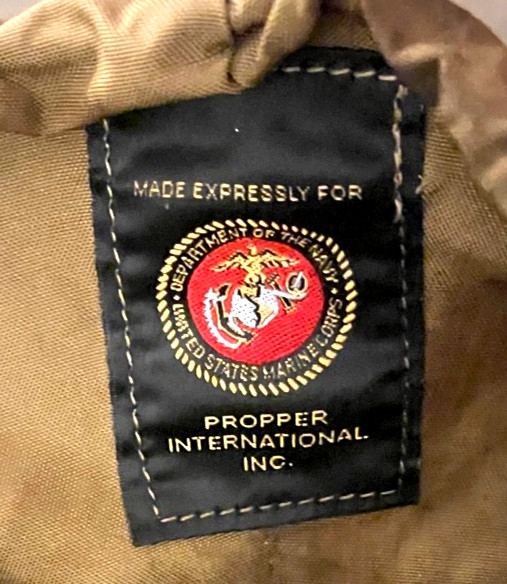 MADE EXPRESSLY FOR
DEPARTMENT OF THE NAVY
UNITED STATES MARINE CORPS
PROPPER
INTERNATIONAL
INC.